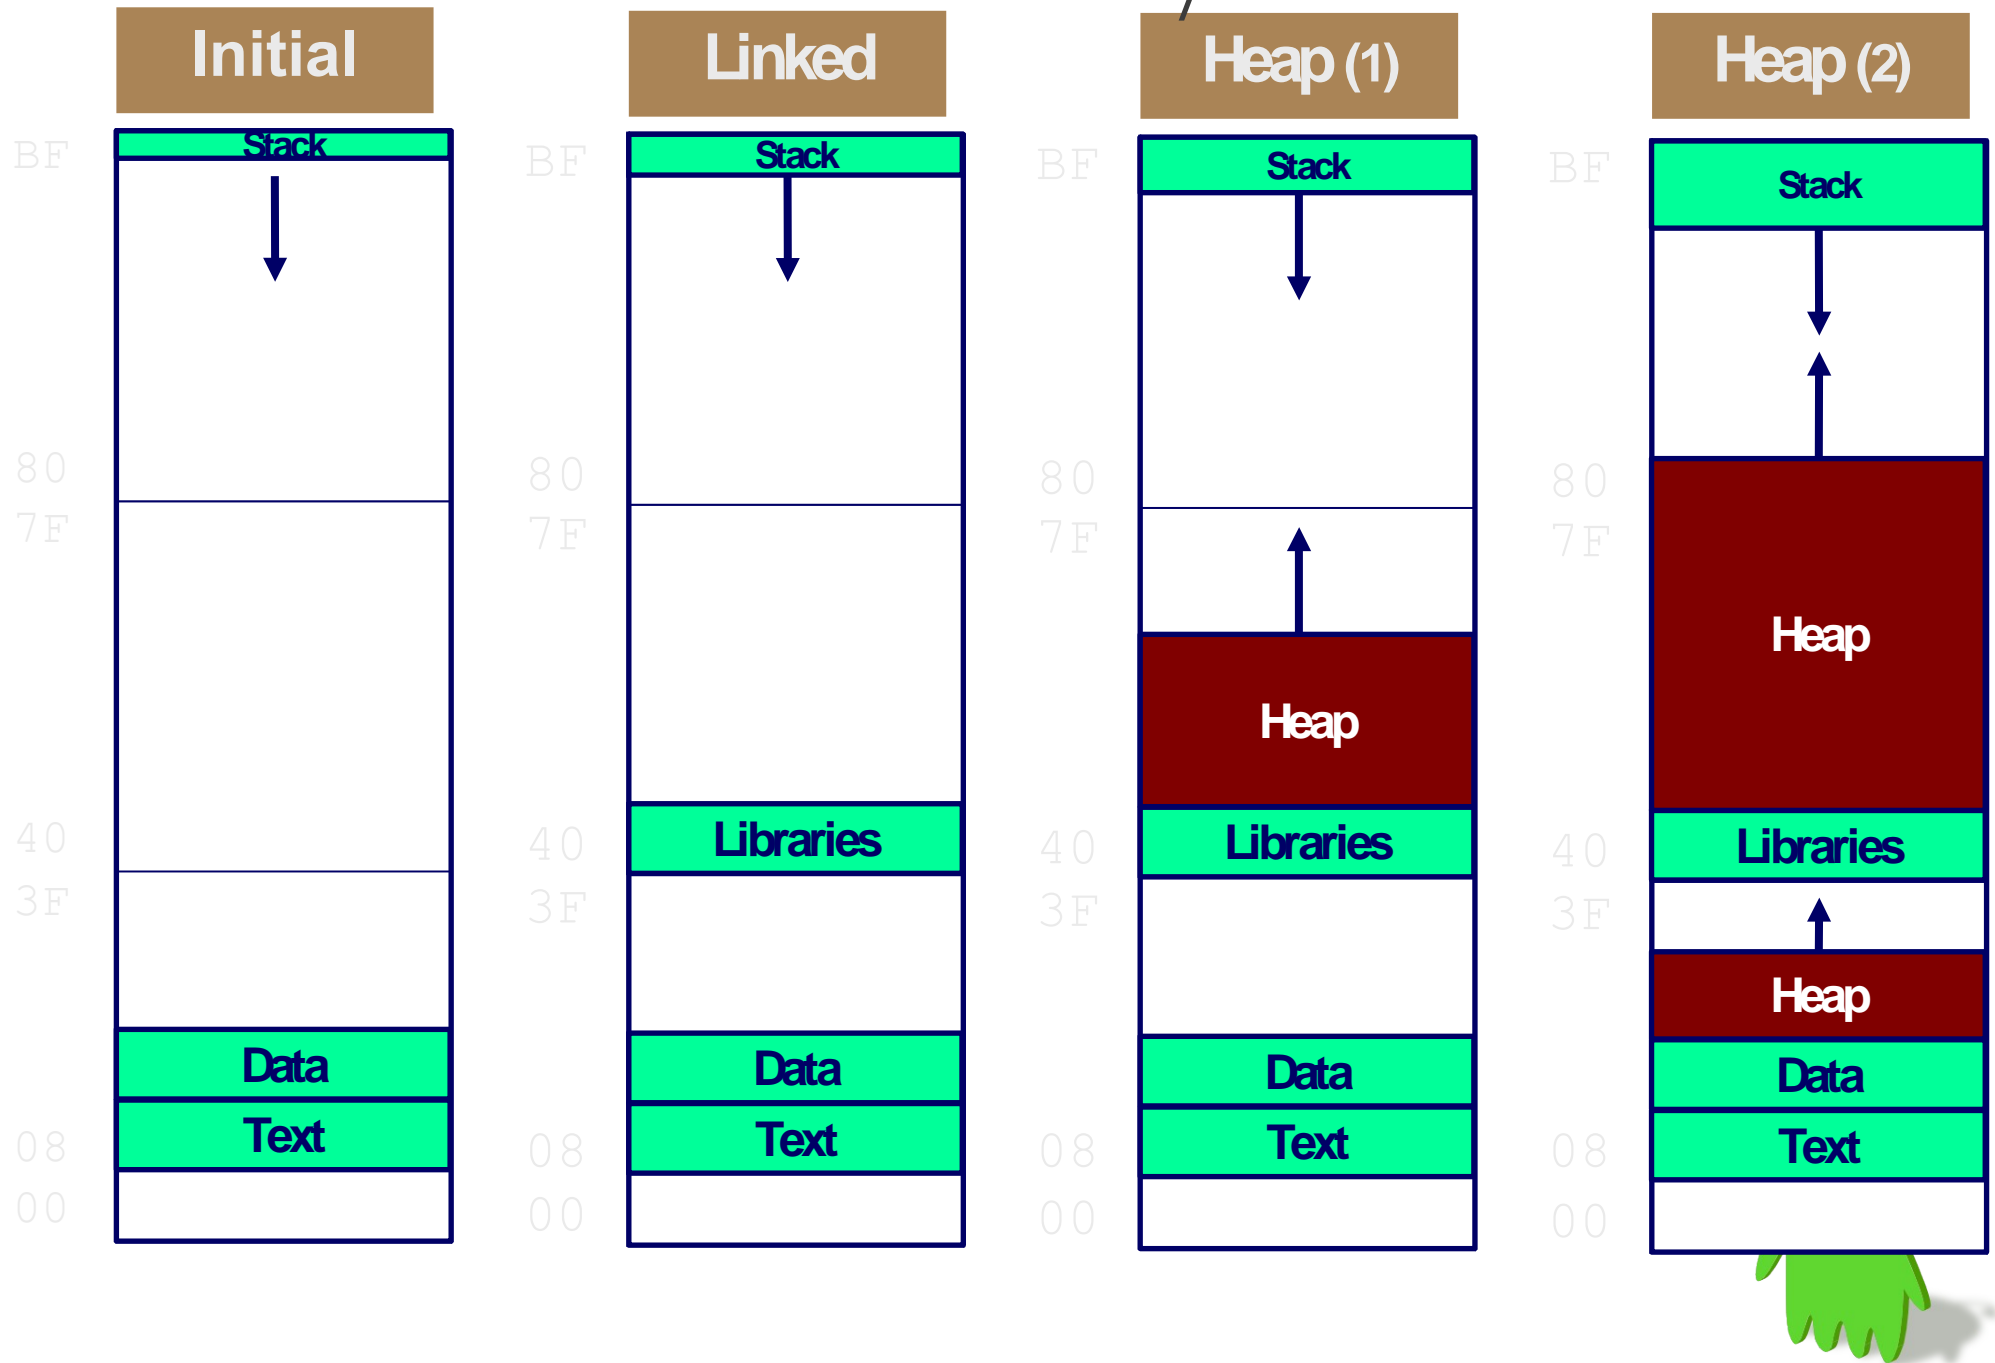 Initial
BF
Stack
80
7F
40
3F
Data
Text
08
00
Linked
BF
Stack
80
7F
Libraries
40
3F
Data
Text
08
00
Heap (1)
BF
Stack
80
7F
Heap
Libraries
40
3F
Data
Text
08
00
Heap (2)
BF
Stack
80
7F
Heap
Libraries
40
3F
Heap
Data
Text
08
00